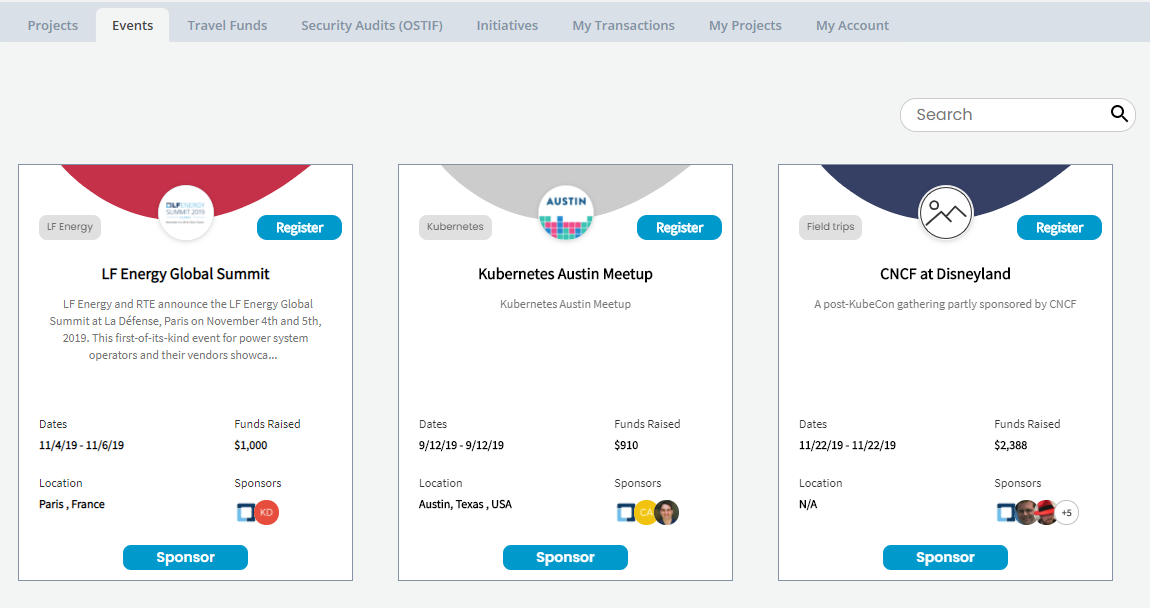 Projects Events Travel Funds Security Audits (OSTIF) Initiatives My Transactions My Projects My Account
Search
LF ENERGY
SUMMIT 2019
LF Energy
Register
LF Energy Global Summit
LF Energy and RTE announce the LF Energy Global
Summit at La Défense, Paris on November 4th and 5th,
2019. This first-of-its-kind event for power system
operators and their vendors showca...
Dates
11/4/19 - 11/6/19
Funds Raised
$1,000
Location
Paris , France
Sponsors
KD
Sponsor
AUSTIN
Kubernetes
Register
Kubernetes Austin Meetup
Kubernetes Austin Meetup
Dates
9/12/19 - 9/12/19
Funds Raised
$910
Location
Austin, Texas , USA
Sponsors
CA
Sponsor
Field trips
Register
CNCF at Disneyland
A post-KubeCon gathering partly sponsored by CNCF
Dates
11/22/19 - 11/22/19
Funds Raised
$2,388
Location
N/A
Sponsors
+5
Sponsor